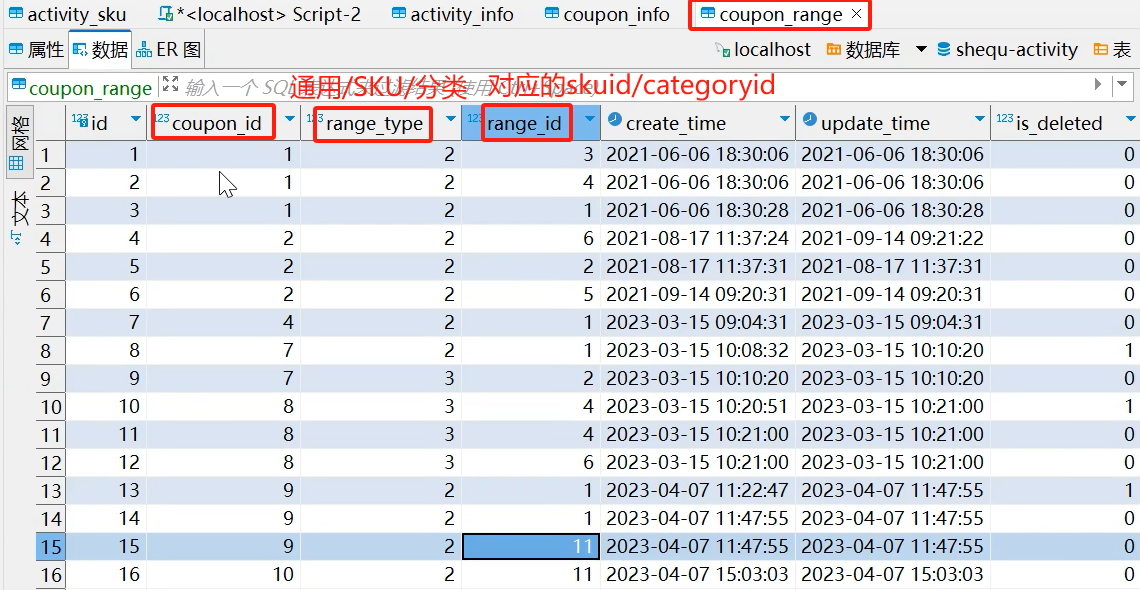 activity_sku *<localhost> Script-2 activity_info coupon_info coupon_range ×
属性 数据 ER 图 localhost 数据库 shequ-activity 表
coupon_range 输入一个 SQL
通用/SKU/分类 对应的skuid/categoryid
网格
文本
123 id 123 coupon_id 123 range_type 123 range_id create_time update_time 123 is_deleted
1 1 1 2 3 2021-06-06 18:30:06 2021-06-06 18:30:06 0
2 2 1 2 4 2021-06-06 18:30:06 2021-06-06 18:30:06 0
3 3 1 2 1 2021-06-06 18:30:28 2021-06-06 18:30:28 0
4 4 2 2 6 2021-08-17 11:37:24 2021-09-14 09:21:22 0
5 5 2 2 2 2021-08-17 11:37:31 2021-08-17 11:37:31 0
6 6 2 2 5 2021-09-14 09:20:31 2021-09-14 09:20:31 0
7 7 4 2 1 2023-03-15 09:04:31 2023-03-15 09:04:31 0
8 8 7 2 1 2023-03-15 10:08:32 2023-03-15 10:10:20 1
9 9 7 3 2 2023-03-15 10:10:20 2023-03-15 10:10:20 0
10 10 8 3 4 2023-03-15 10:20:51 2023-03-15 10:21:00 1
11 11 8 3 4 2023-03-15 10:21:00 2023-03-15 10:21:00 0
12 12 8 3 6 2023-03-15 10:21:00 2023-03-15 10:21:00 0
13 13 9 2 1 2023-04-07 11:22:47 2023-04-07 11:47:55 1
14 14 9 2 1 2023-04-07 11:47:55 2023-04-07 11:47:55 0
15 15 9 2 11 2023-04-07 11:47:55 2023-04-07 11:47:55 0
16 16 10 2 11 2023-04-07 15:03:03 2023-04-07 15:03:03 0